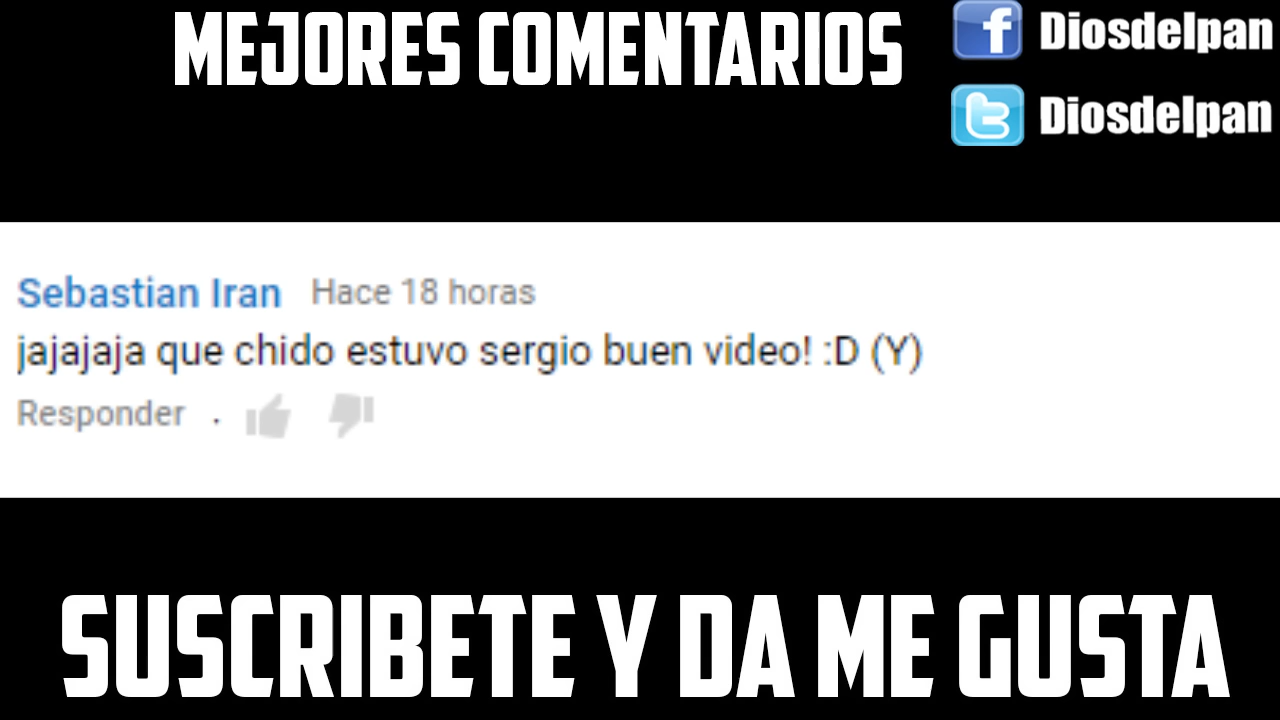 MEJORES COMENTARIOS
Diosdelpan
Diosdelpan
Sebastian Iran Hace 18 horas
jajajaja que chido estuvo sergio buen video! :D (Y)
Responder .
SUSCRIBETE Y DA ME GUSTA